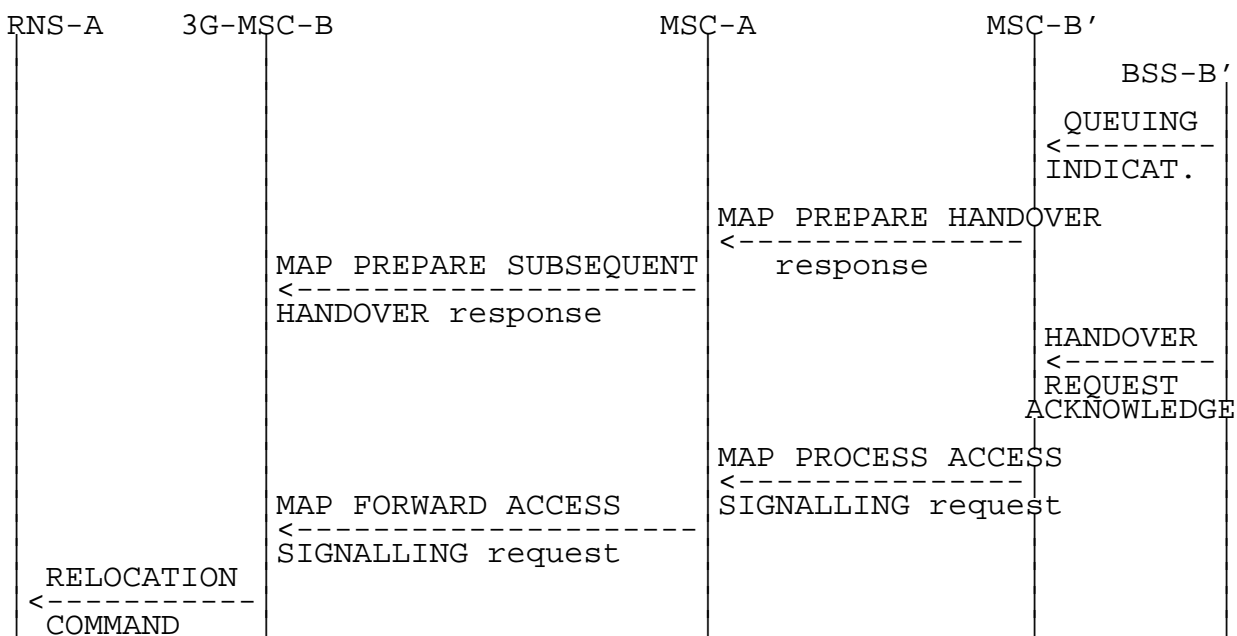 RNS-A 3G-MSC-B MSC-A MSC-B'
BSS-B'
QUEUING
INDICAT.
MAP PREPARE HANDOVER
response
MAP PREPARE SUBSEQUENT
HANDOVER response
HANDOVER
REQUEST
ACKNOWLEDGE
MAP PROCESS ACCESS
SIGNALLING request
MAP FORWARD ACCESS
SIGNALLING request
RELOCATION
COMMAND